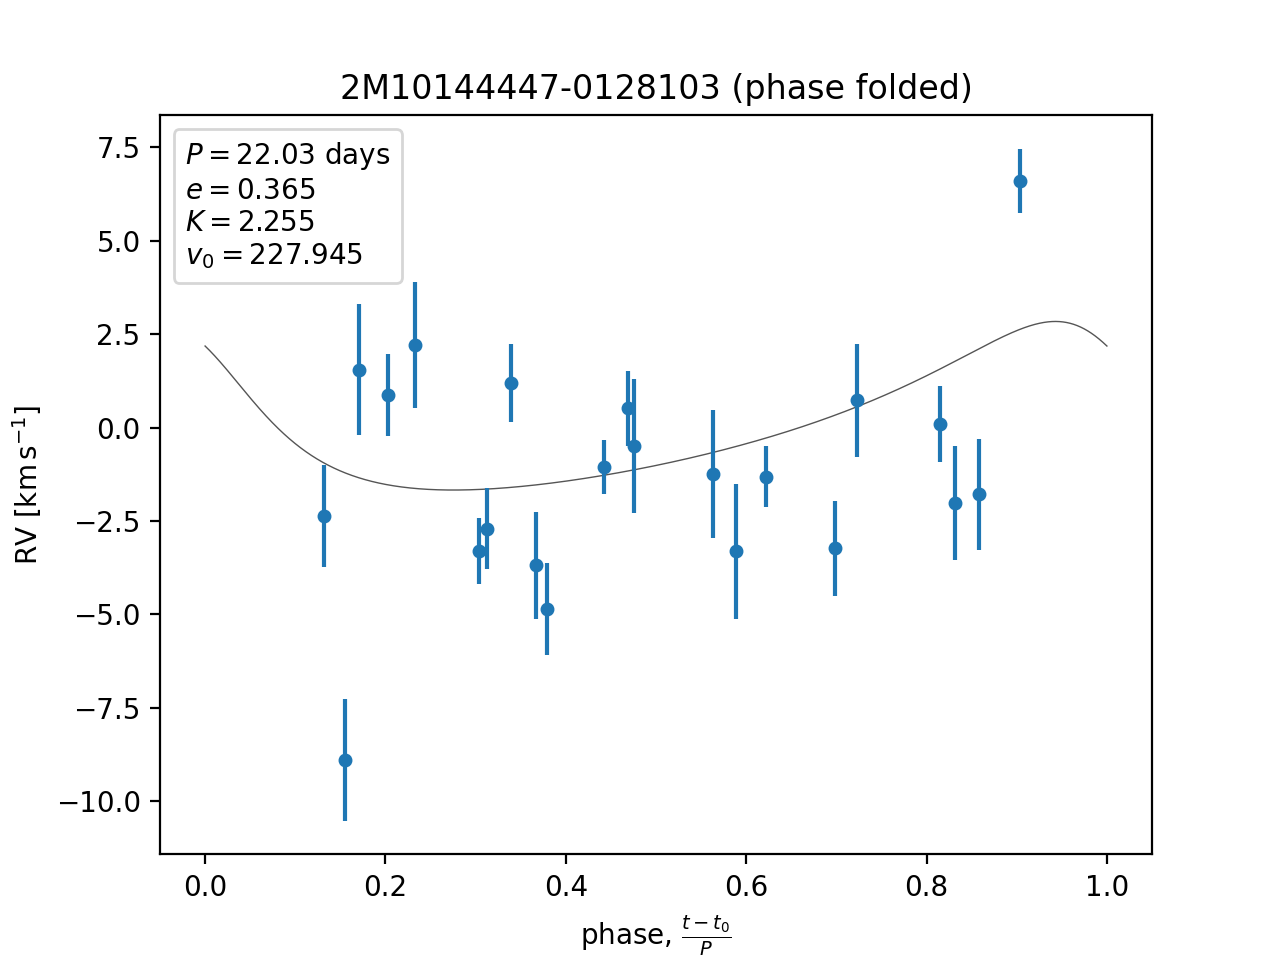 2M10144447-0128103 (phase folded)
P = 22.03 days
e = 0.365
K = 2.255
v₀ = 227.945
RV [km s⁻¹]
7.5
5.0
2.5
0.0
−2.5
−5.0
−7.5
−10.0
0.0 0.2 0.4 0.6 0.8 1.0
phase, (t − t₀)/P